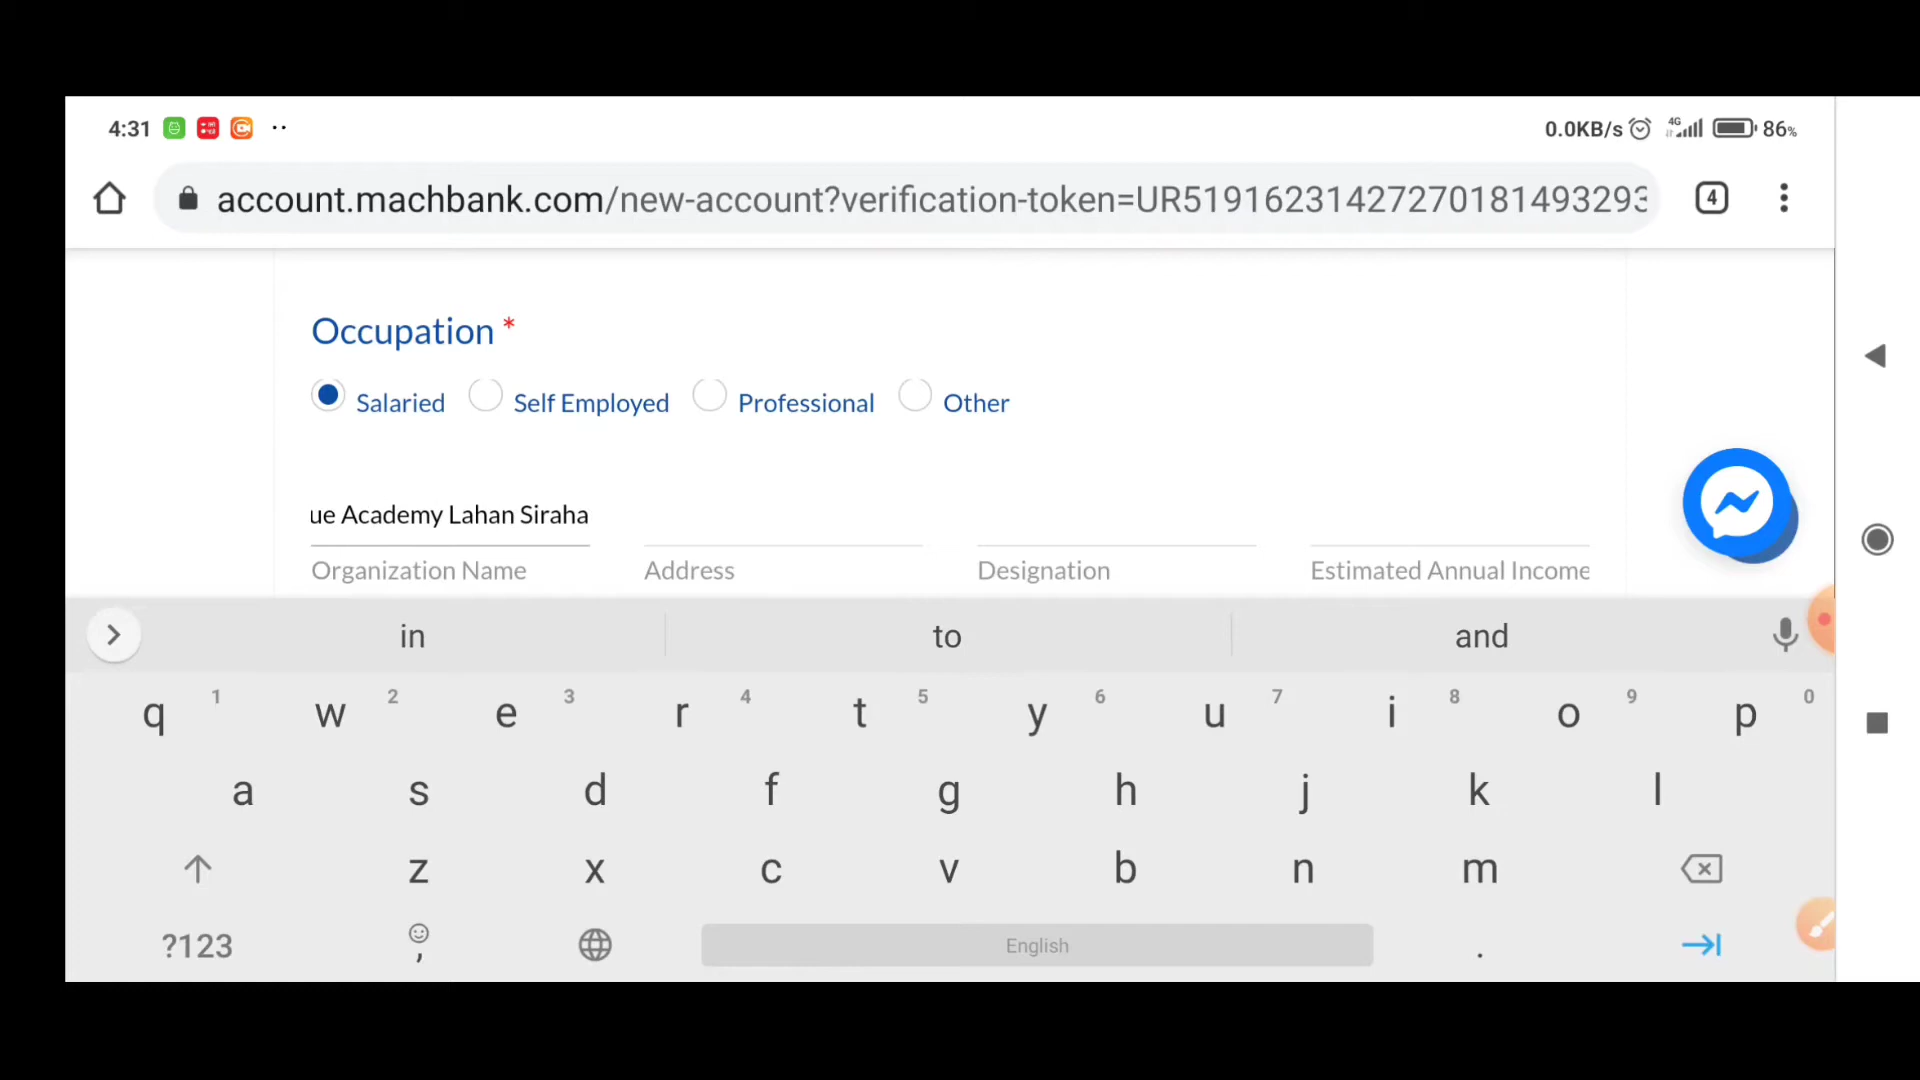 4:31 0.0KB/s 4G 86%
account.machbank.com/new-account?verification-token=UR5191623142727018149329
4
Occupation *
Salaried Self Employed Professional Other
ue Academy Lahan Siraha
Organization Name Address Designation Estimated Annual Income
in to and
q 1 w 2 e 3 r 4 t 5 y 6 u 7 i 8 o 9 p 0
a s d f g h j k l
z x c v b n m
?123 , English .